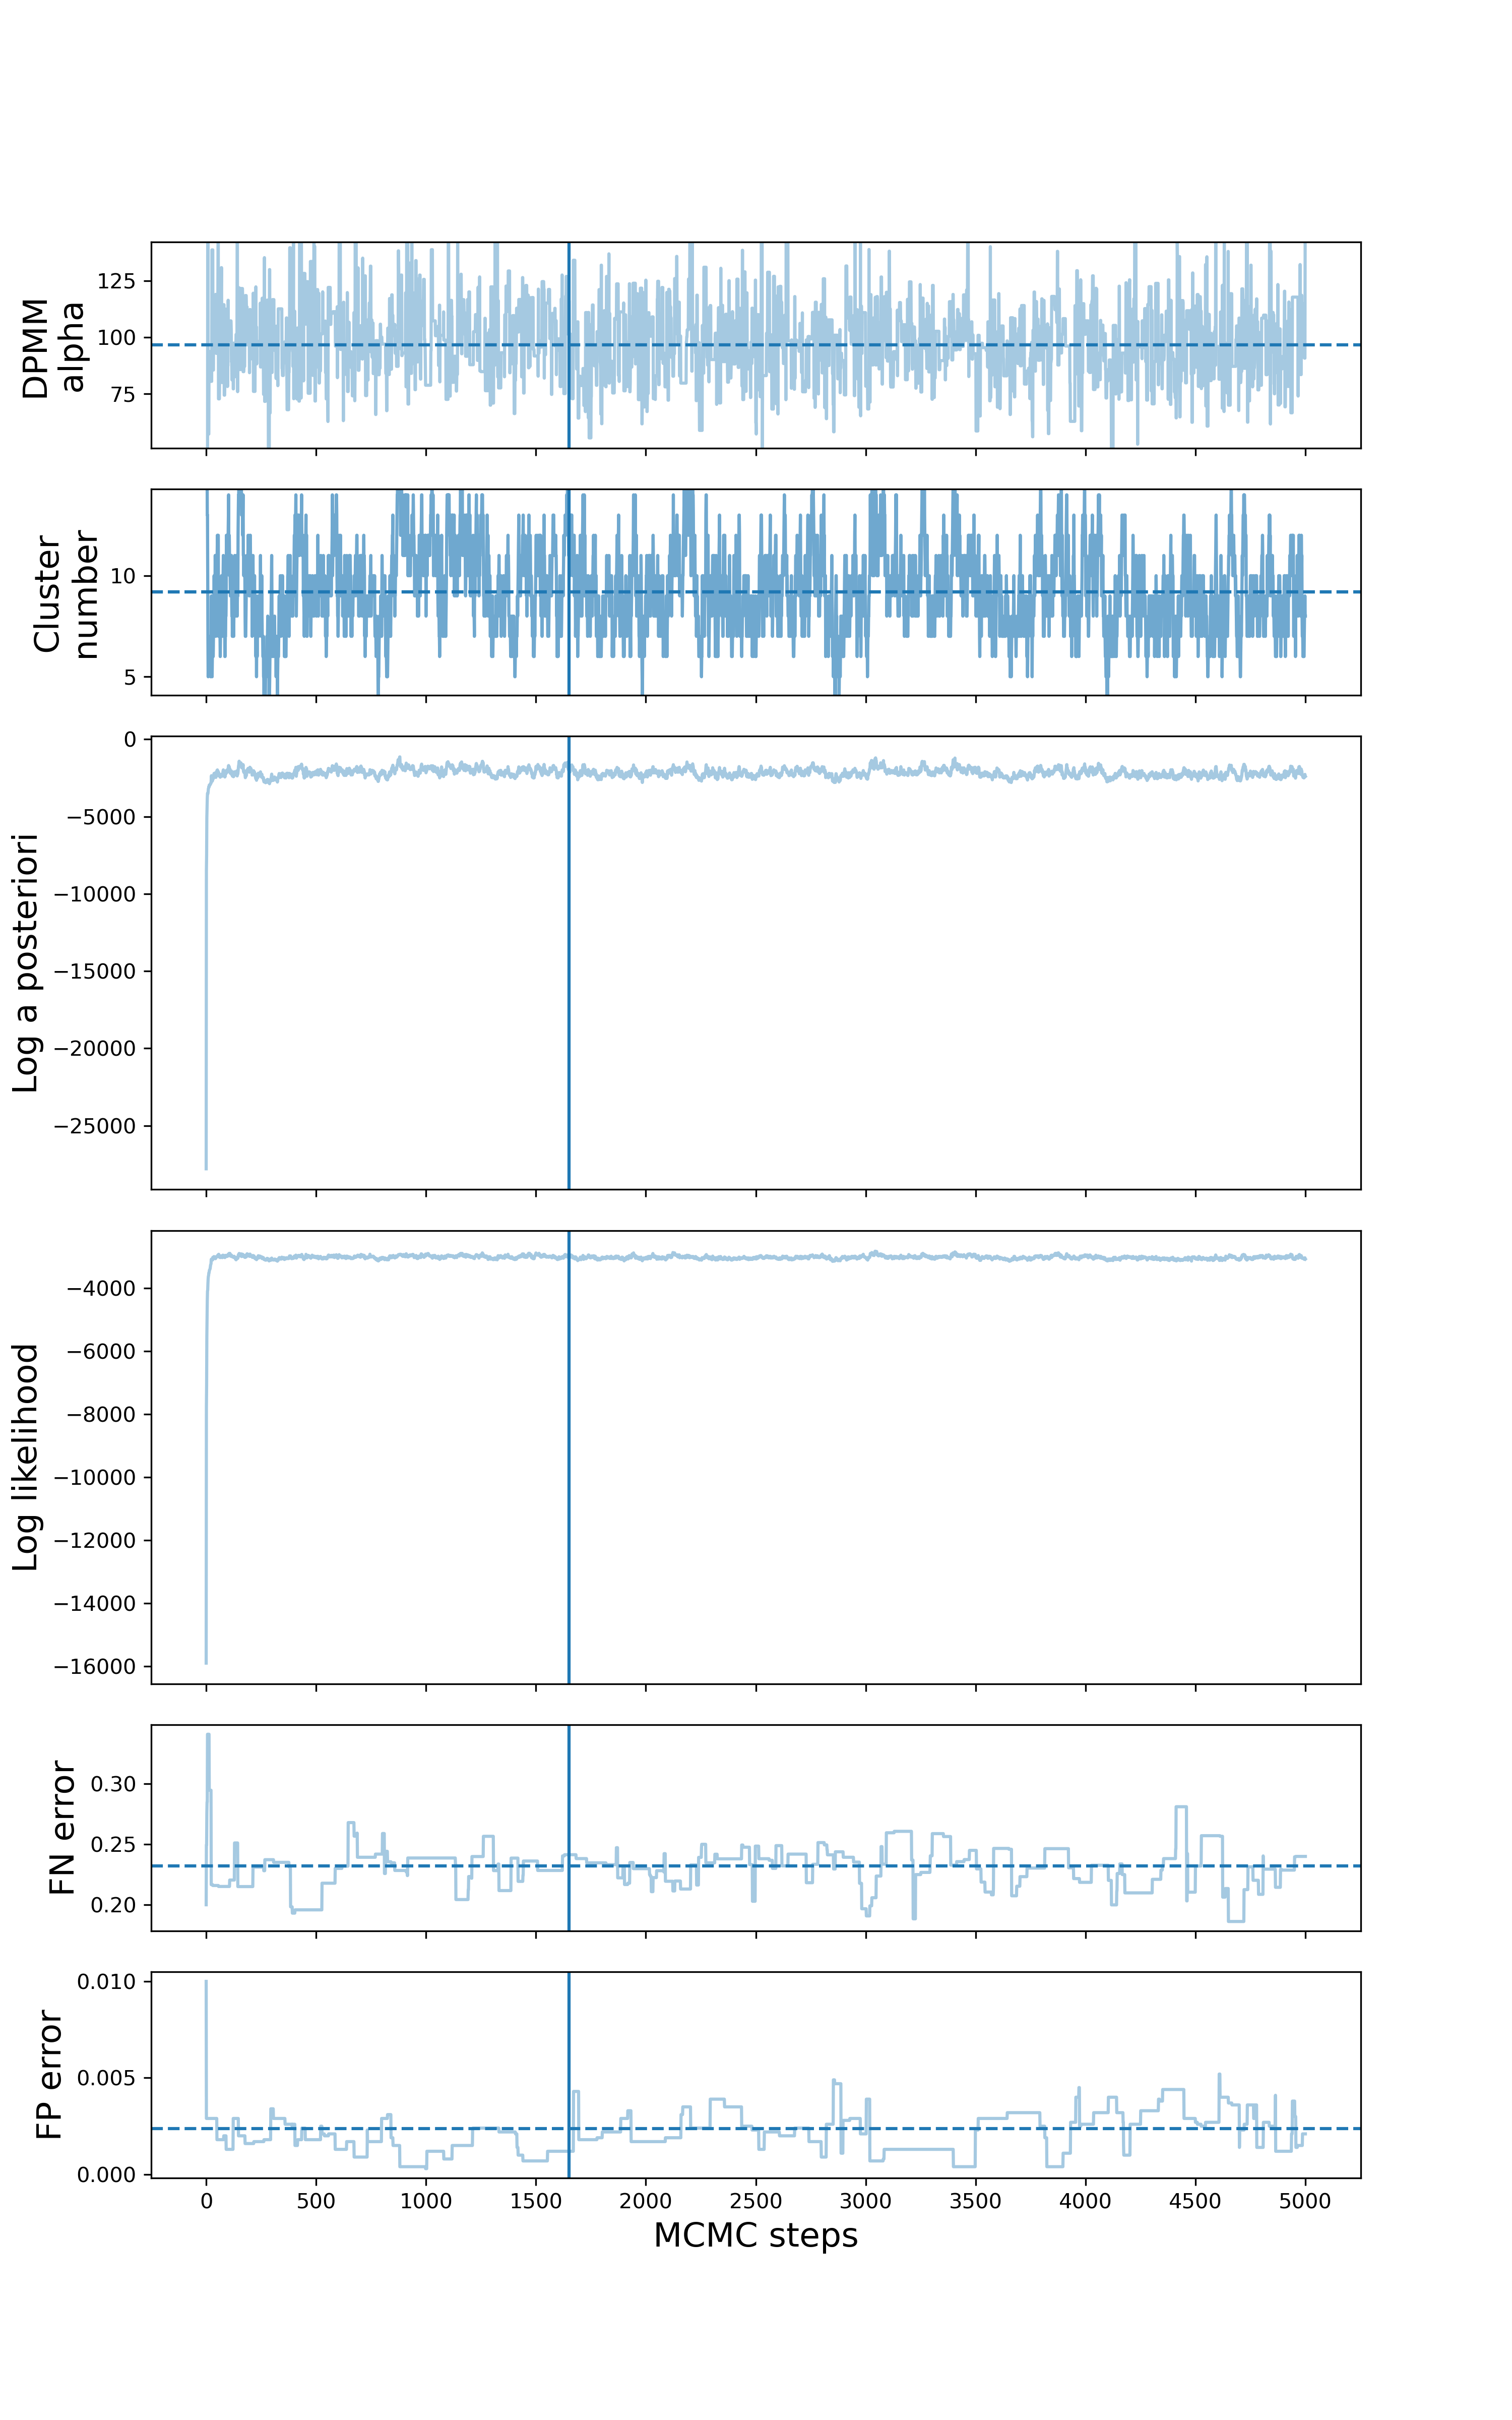 DPMM
alpha
125
100
75
Cluster
number
10
5
Log a posteriori
0
−5000
−10000
−15000
−20000
−25000
Log likelihood
−4000
−6000
−8000
−10000
−12000
−14000
−16000
FN error
0.30
0.25
0.20
FP error
0.010
0.005
0.000
0 500 1000 1500 2000 2500 3000 3500 4000 4500 5000
MCMC steps